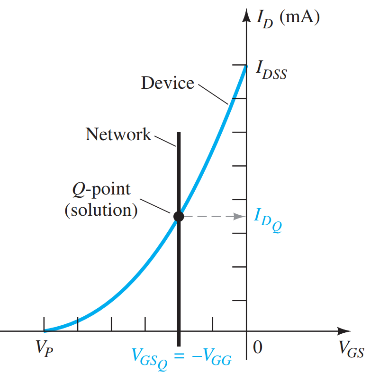 I_D (mA)
I_DSS
Device
Network
Q-point
(solution)
I_DQ
V_P
V_GSQ = −V_GG
0
V_GS